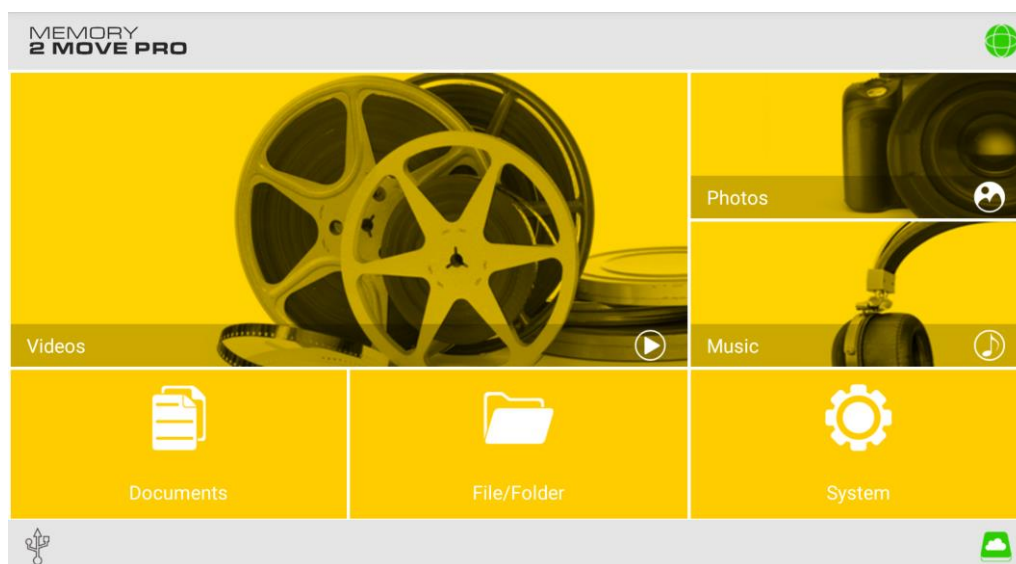 MEMORY
2 MOVE PRO
Videos
Photos
Music
Documents
File/Folder
System